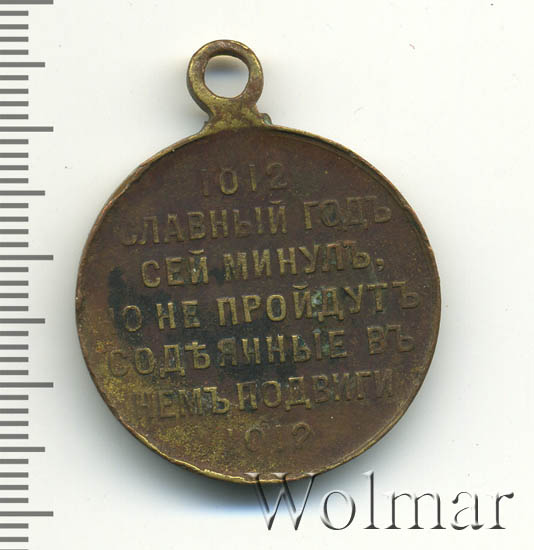 1812
СЛАВНЫЙ ГОДЪ
СЕЙ МИНУЛЪ,
НО НЕ ПРОЙДУТЪ
СОДѢЯННЫЕ ВЪ
НЕМЪ ПОДВИГИ
1912
Wolmar